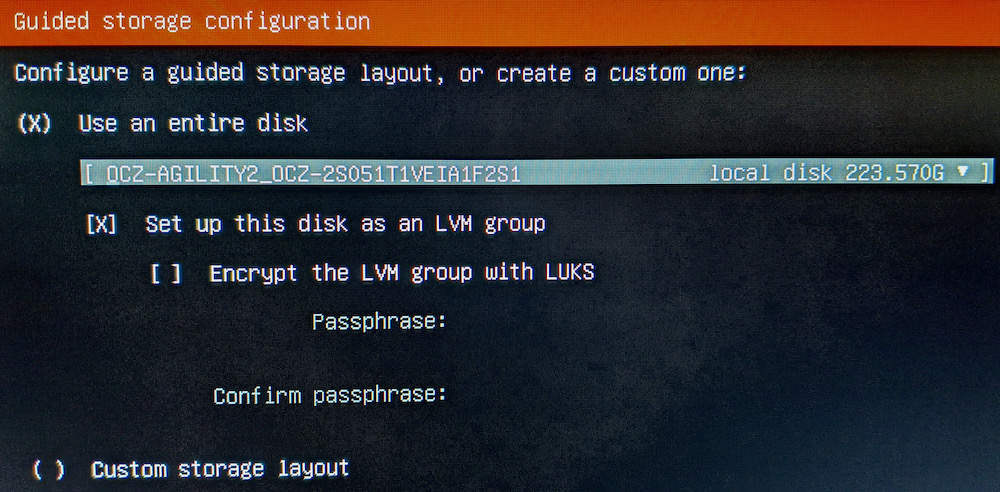 Guided storage configuration
Configure a guided storage layout, or create a custom one:
(X) Use an entire disk
[ OCZ-AGILITY2_OCZ-2SO51T1VEIA1F2S1 local disk 223.570G ▼ ]
[X] Set up this disk as an LVM group
[ ] Encrypt the LVM group with LUKS
Passphrase:
Confirm passphrase:
( ) Custom storage layout